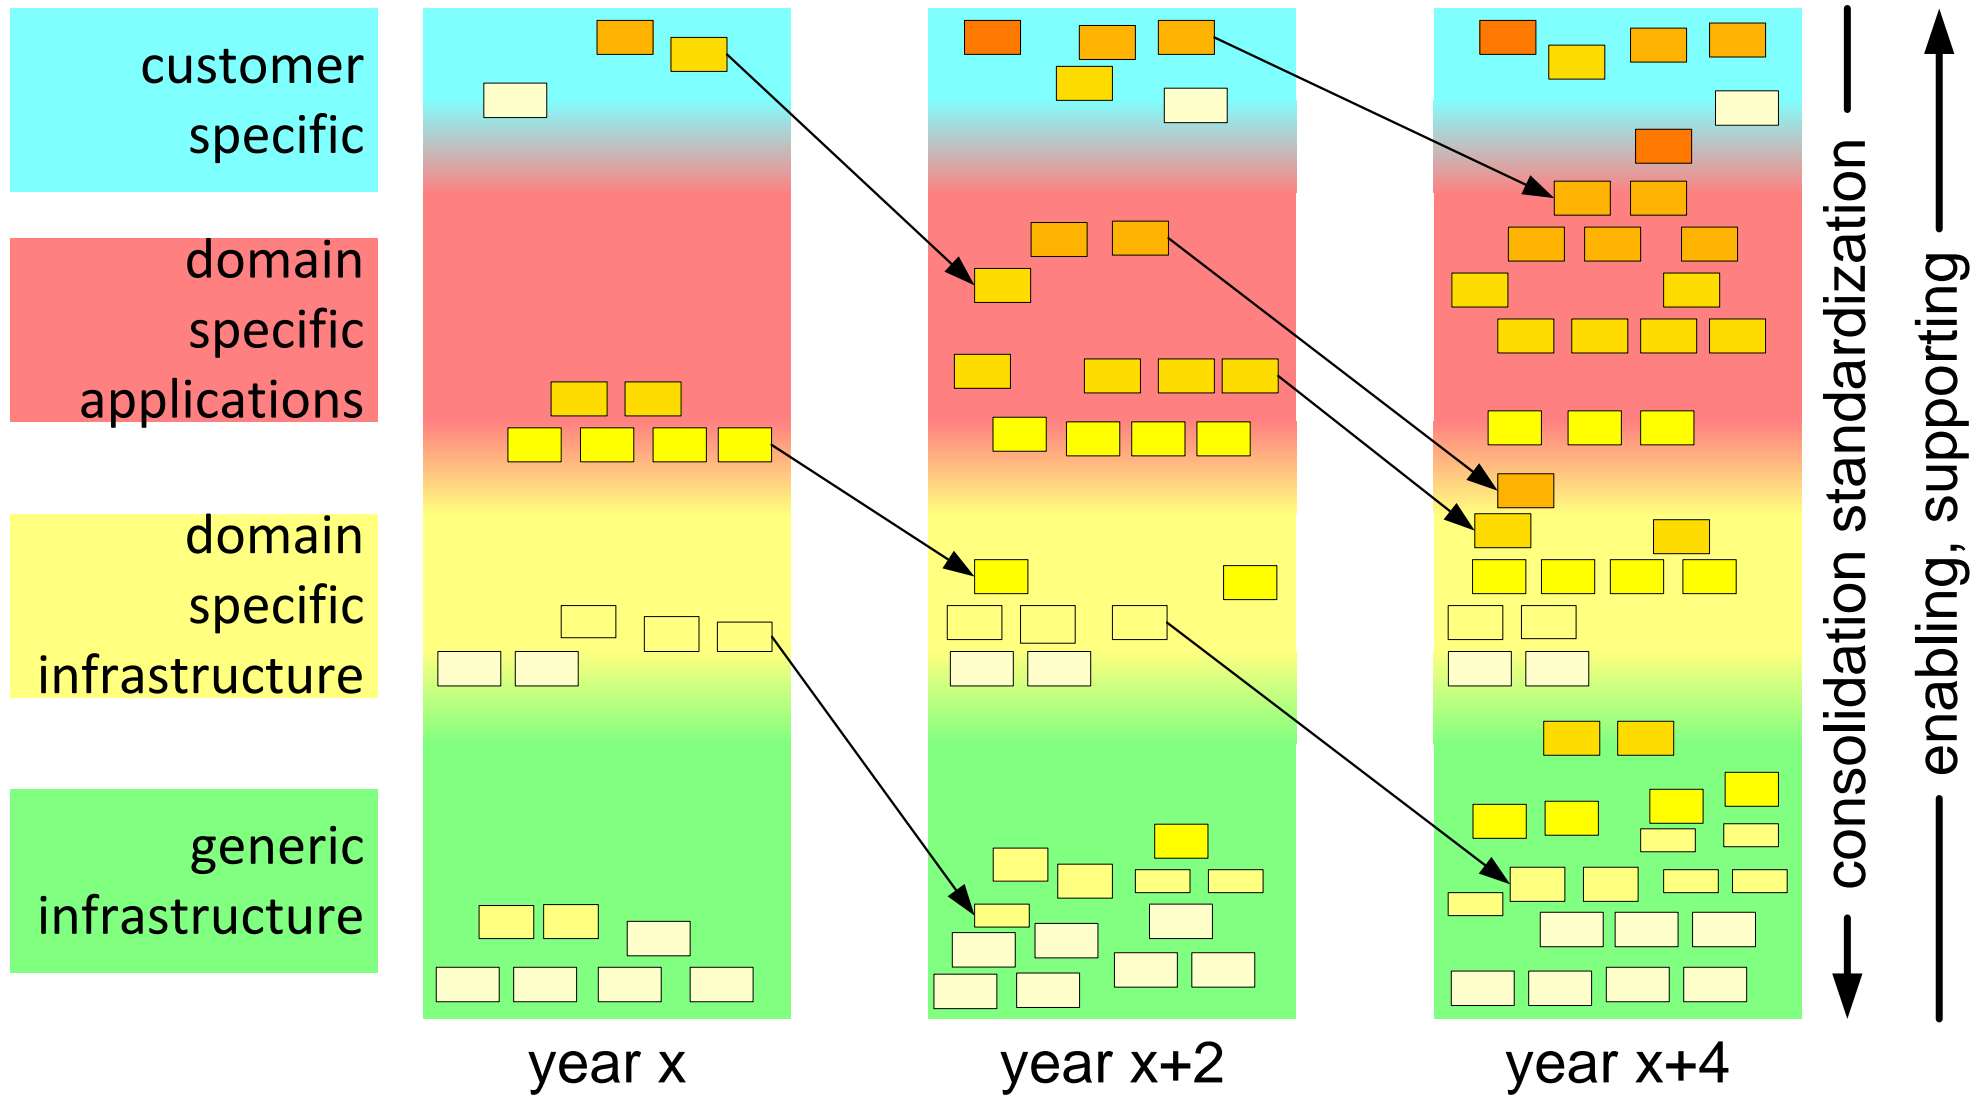 customer
specific
domain
specific
applications
domain
specific
infrastructure
generic
infrastructure
year x
year x+2
year x+4
consolidation standardization
enabling, supporting